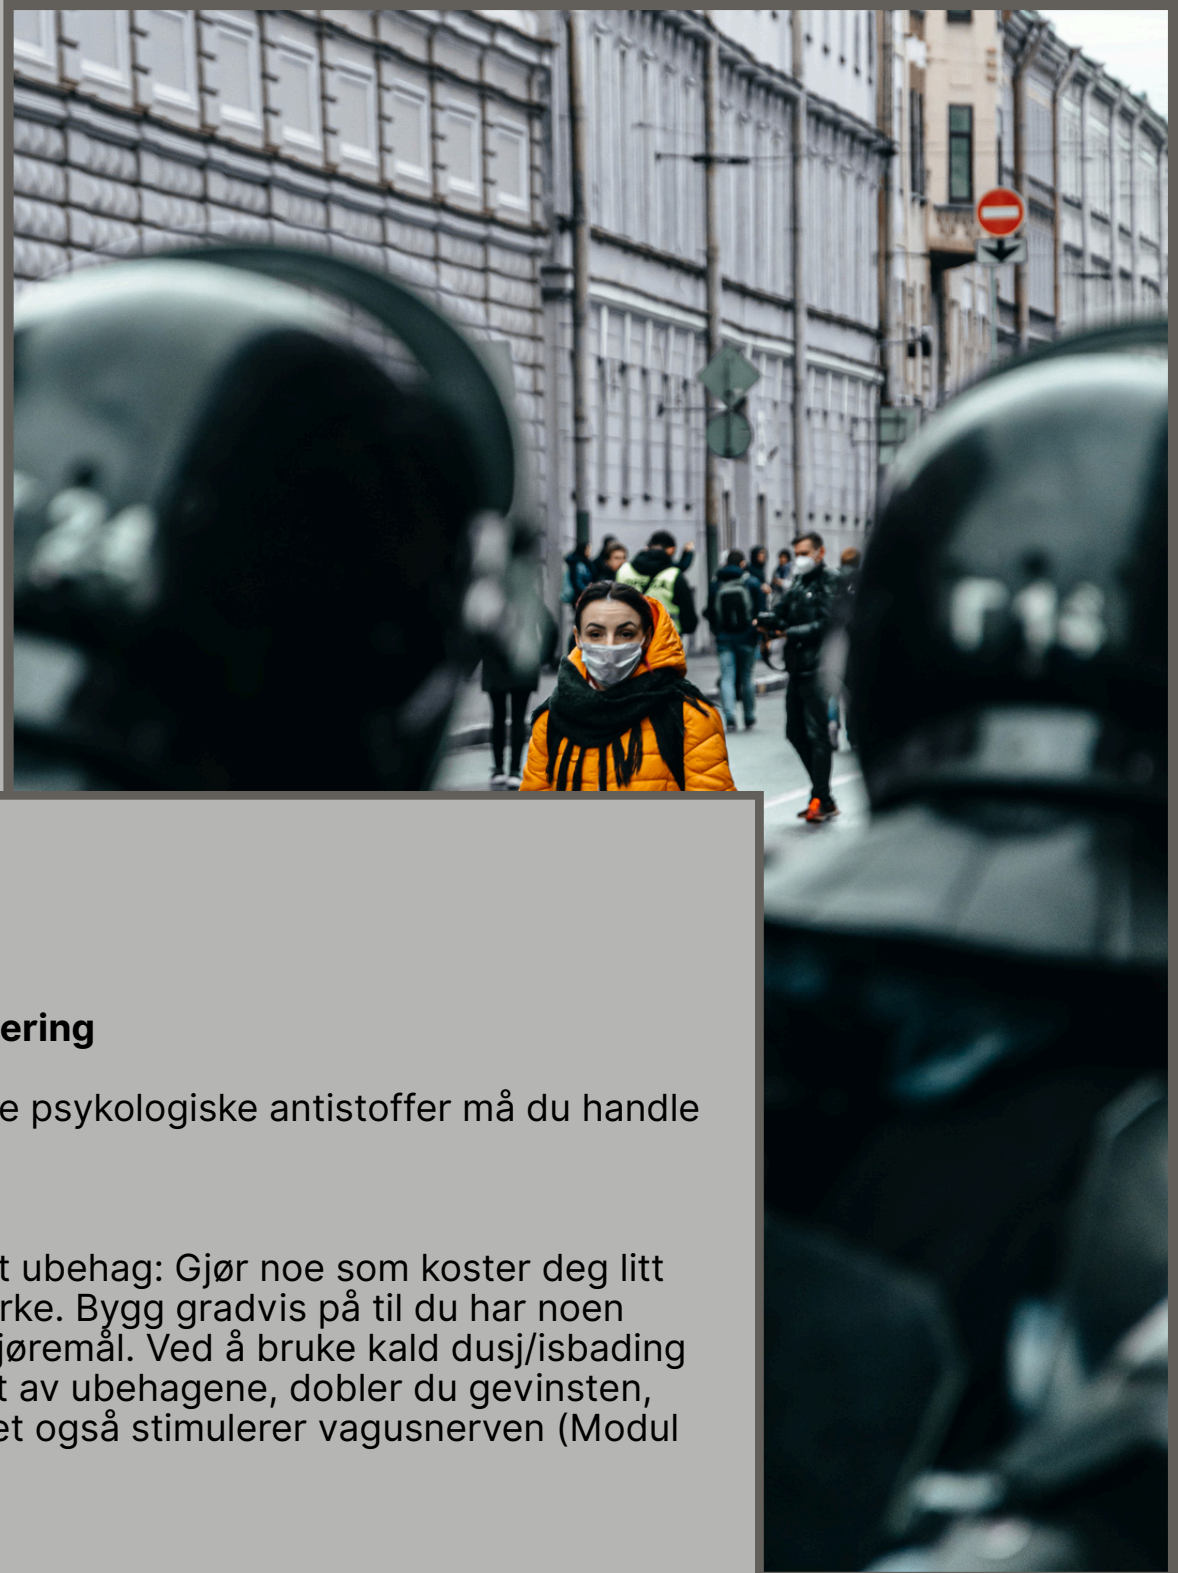 ering
e psykologiske antistoffer må du handle
t ubehag: Gjør noe som koster deg litt
rke. Bygg gradvis på til du har noen
jøremål. Ved å bruke kald dusj/isbading
t av ubehagene, dobler du gevinsten,
et også stimulerer vagusnerven (Modul